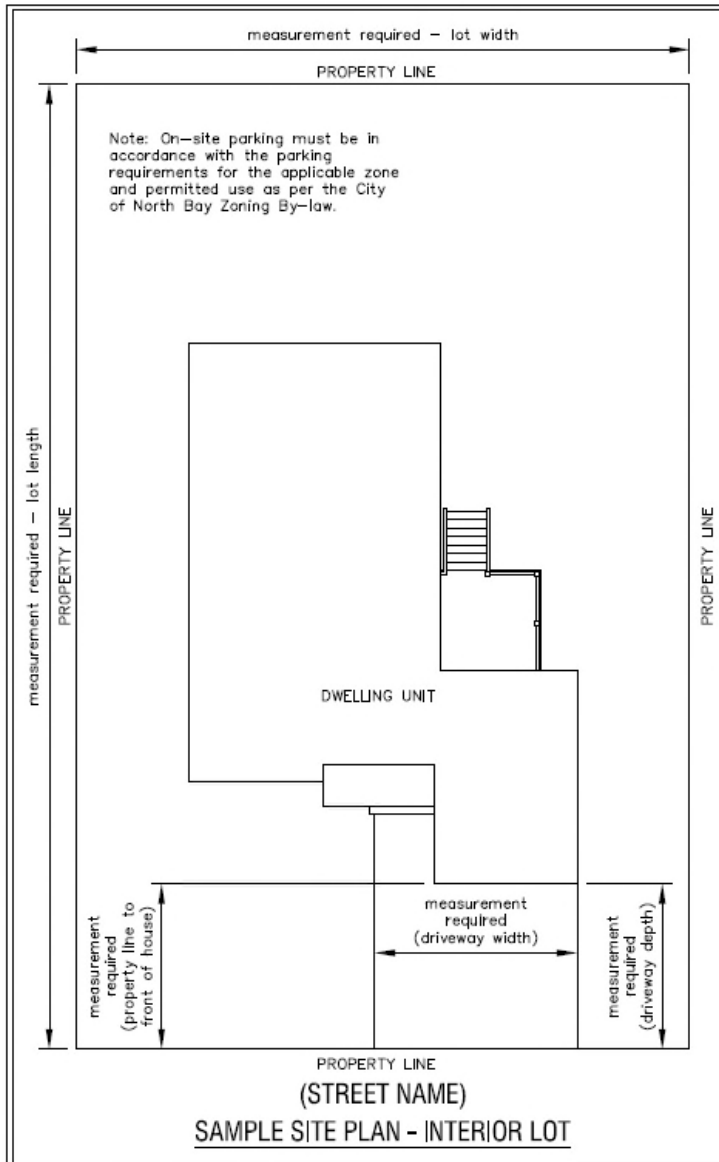 measurement required – lot width
PROPERTY LINE
Note: On-site parking must be in
accordance with the parking
requirements for the applicable zone
and permitted use as per the City
of North Bay Zoning By-law.
measurement required – lot length
PROPERTY LINE
PROPERTY LINE
DWELLING UNIT
measurement
required
(property line to
front of house)
measurement
required
(driveway width)
measurement
required
(driveway depth)
PROPERTY LINE
(STREET NAME)
SAMPLE SITE PLAN - INTERIOR LOT